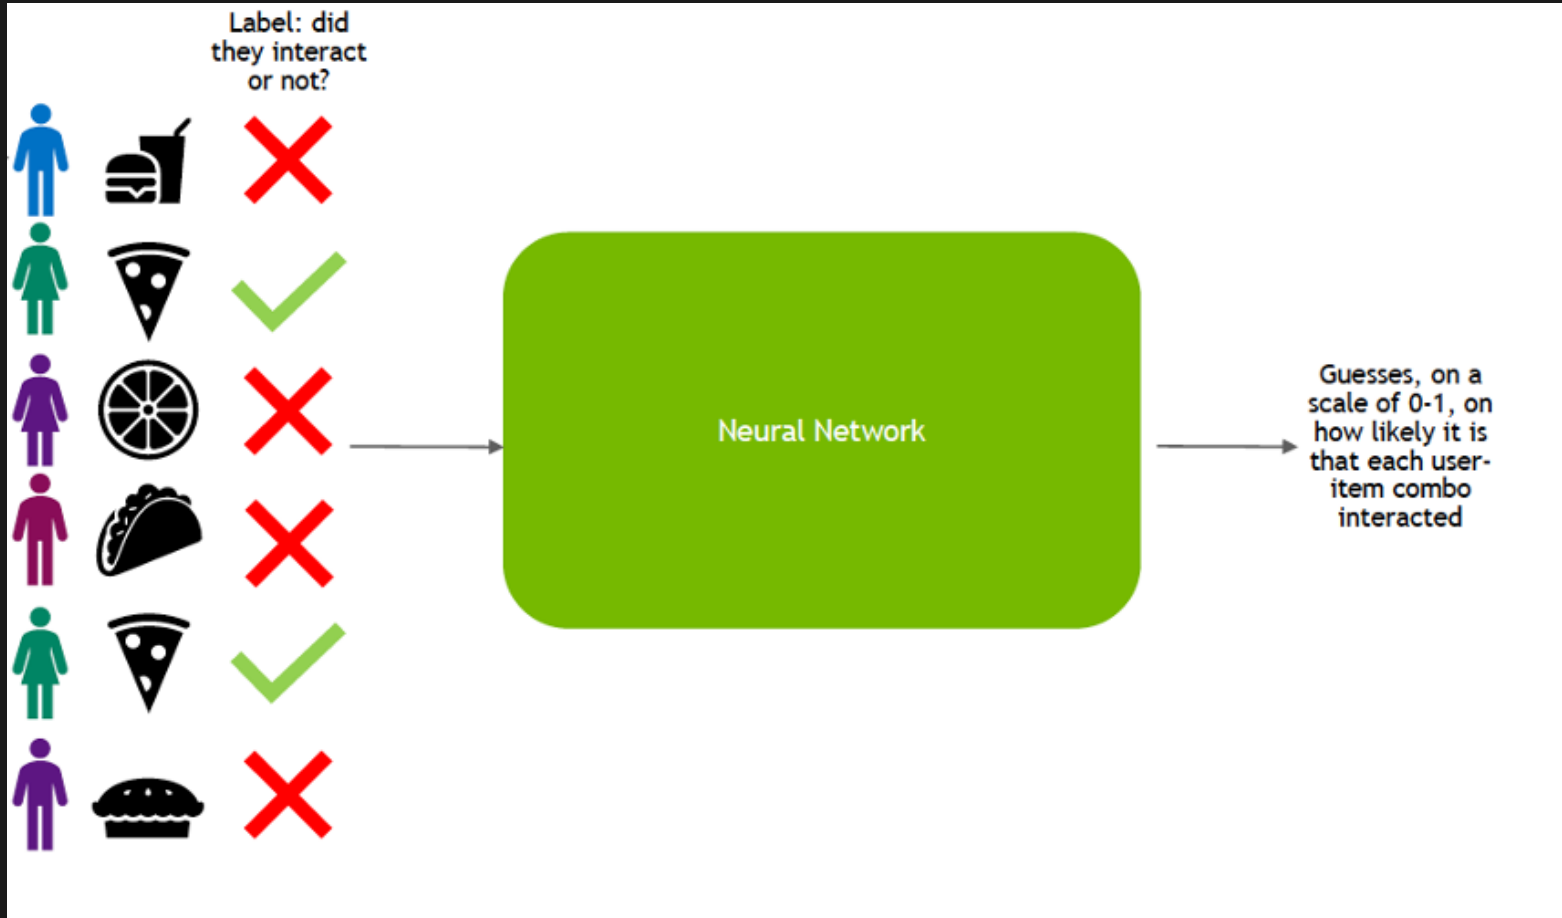 Label: did
they interact
or not?
Neural Network
Guesses, on a
scale of 0-1, on
how likely it is
that each user-
item combo
interacted